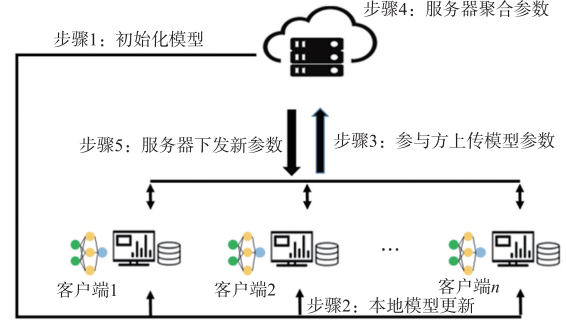 步骤4：服务器聚合参数
步骤1：初始化模型
步骤5：服务器下发新参数
步骤3：参与方上传模型参数
…
客户端1
客户端2
客户端n
步骤2：本地模型更新